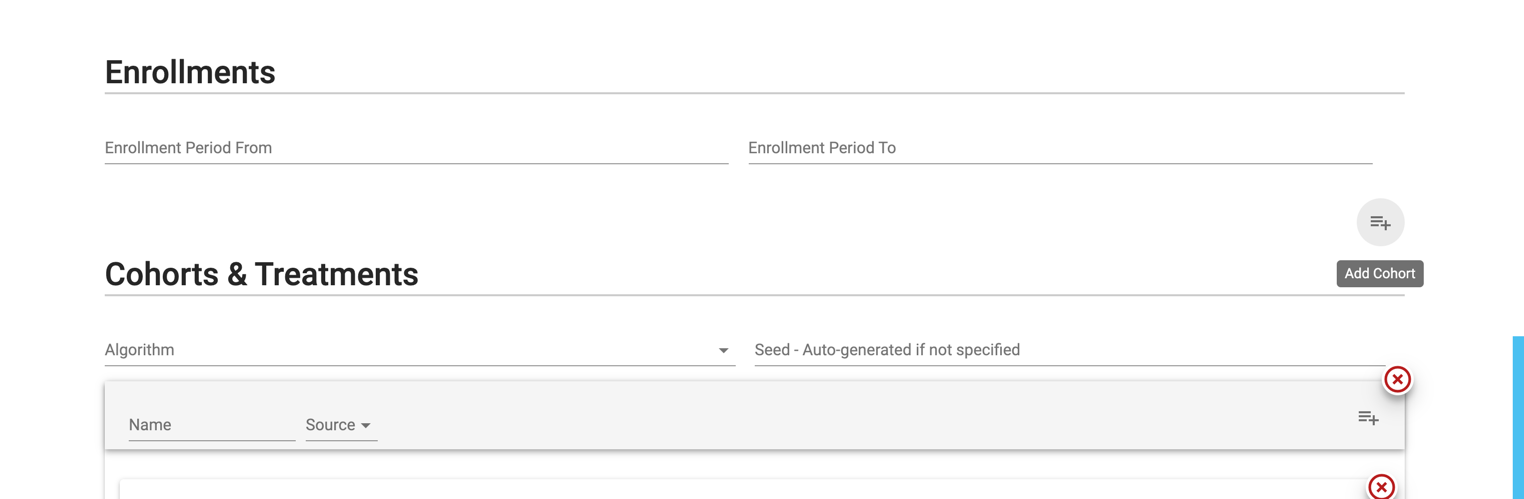 Enrollments
Enrollment Period From
Enrollment Period To
Cohorts & Treatments
Add Cohort
Algorithm
Seed - Auto-generated if not specified
Name
Source